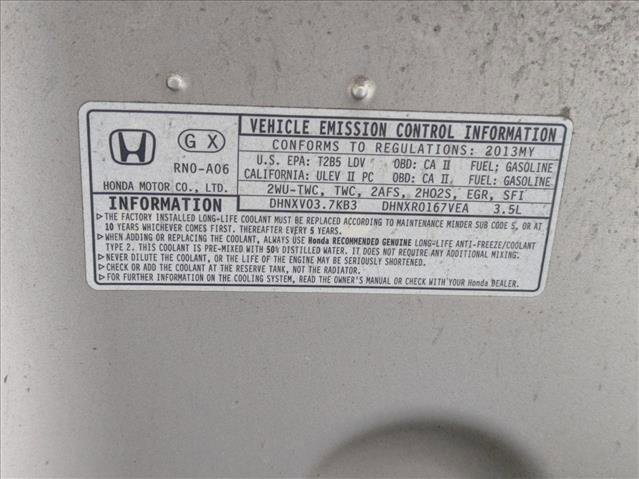 G X
RN0-A06
HONDA MOTOR CO., LTD.
VEHICLE EMISSION CONTROL INFORMATION
CONFORMS TO REGULATIONS: 2013MY
U.S. EPA: T2B5 LDV OBD: CA II FUEL: GASOLINE
CALIFORNIA: ULEV II PC OBD: CA II. FUEL: GASOLINE
2WU-TWC, TWC, 2AFS, 2HO2S, EGR, SFI
INFORMATION DHNXV03.7KB3 DHNXR0167VEA 3.5L
▷THE FACTORY INSTALLED LONG-LIFE COOLANT MUST BE REPLACED ACCORDING TO MAINTENANCE MINDER SUB CODE 5, OR AT
10 YEARS WHICHEVER COMES FIRST. THEREAFTER EVERY 5 YEARS.
▷WHEN ADDING OR REPLACING THE COOLANT, ALWAYS USE Honda RECOMMENDED GENUINE LONG-LIFE ANTI-FREEZE/COOLANT
TYPE 2. THIS COOLANT IS PRE-MIXED WITH 50% DISTILLED WATER. IT DOES NOT REQUIRE ANY ADDITIONAL MIXING.
▷NEVER DILUTE THE COOLANT, OR THE LIFE OF THE ENGINE MAY BE SERIOUSLY SHORTENED.
▷CHECK OR ADD THE COOLANT AT THE RESERVE TANK, NOT THE RADIATOR.
▷FOR FURTHER INFORMATION ON THE COOLING SYSTEM, READ THE OWNER'S MANUAL OR CHECK WITH YOUR Honda DEALER.